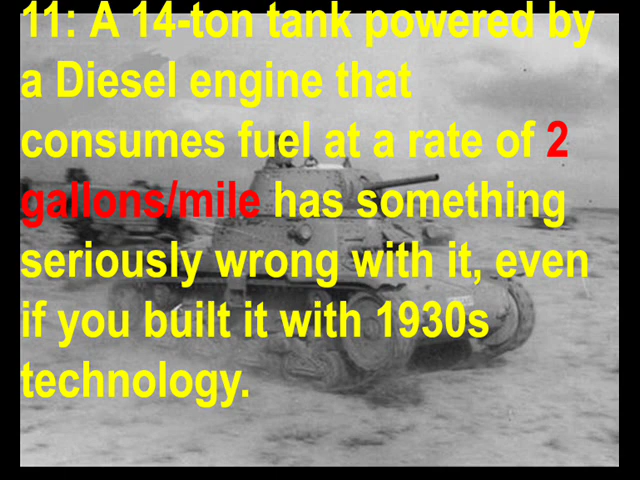 11: A 14-ton tank powered by
a Diesel engine that
consumes fuel at a rate of 2
gallons/mile has something
seriously wrong with it, even
if you built it with 1930s
technology.